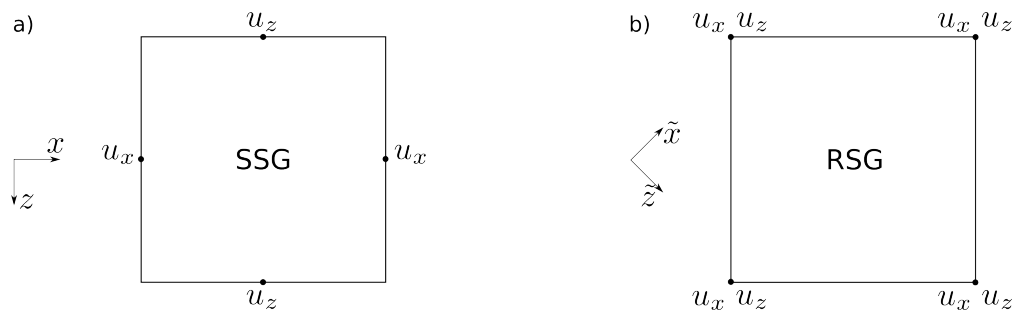 a)
u_z
x
u_x SSG u_x
z
u_z
b)
u_x u_z u_x u_z
x̃
RSG
z̃
u_x u_z u_x u_z